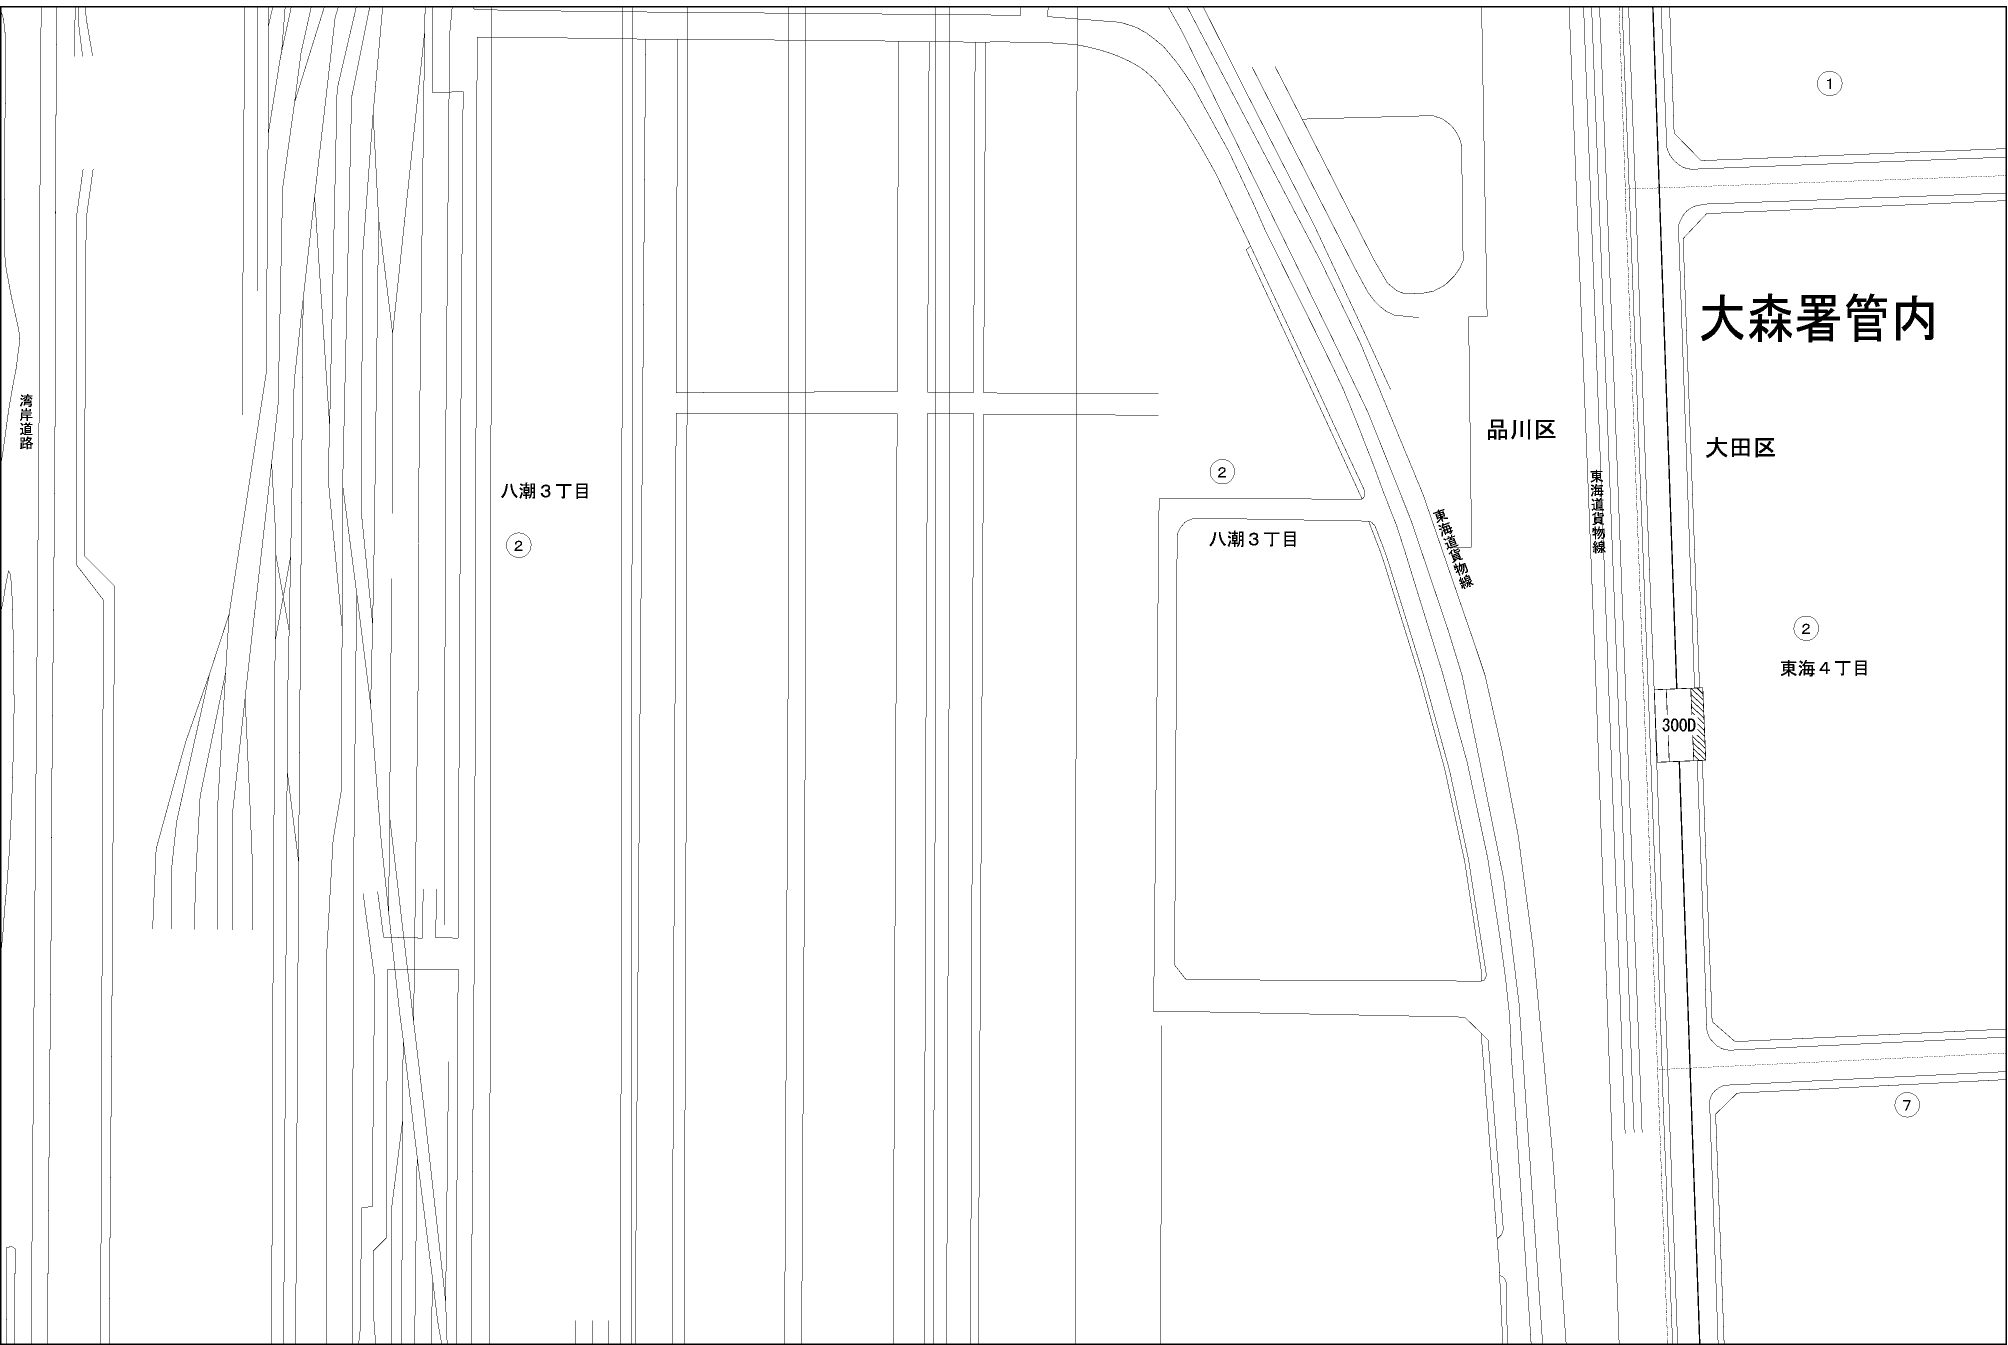 ①
大森署管内
湾岸道路
品川区
大田区
②
東海道貨物線
八潮３丁目
東海道貨物線
八潮３丁目
②
②
東海４丁目
300D
⑦